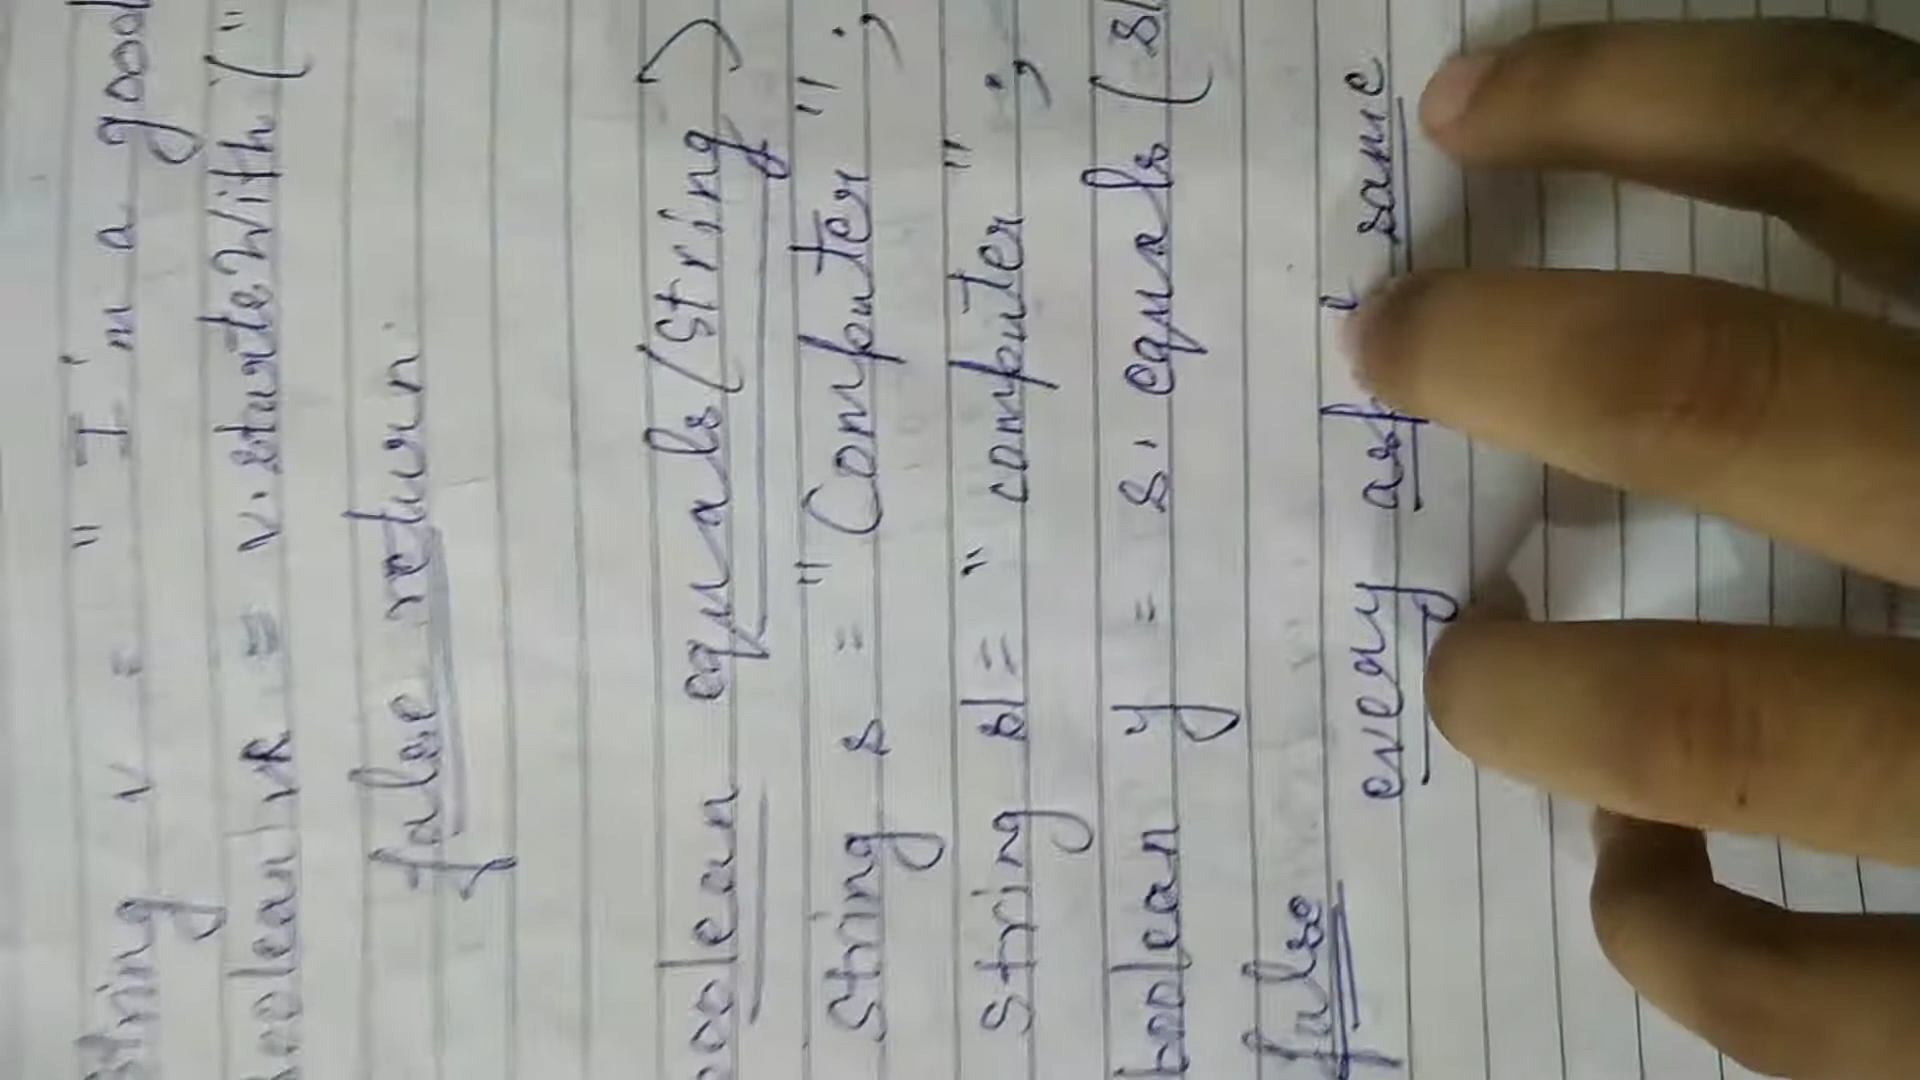 String v = "I'm a good
boolean vR = v.startsWith("
false return.
boolean equals(String)
String s = "Computer";
String s1 = "computer";
boolean y = s.equals(s1
false
every same